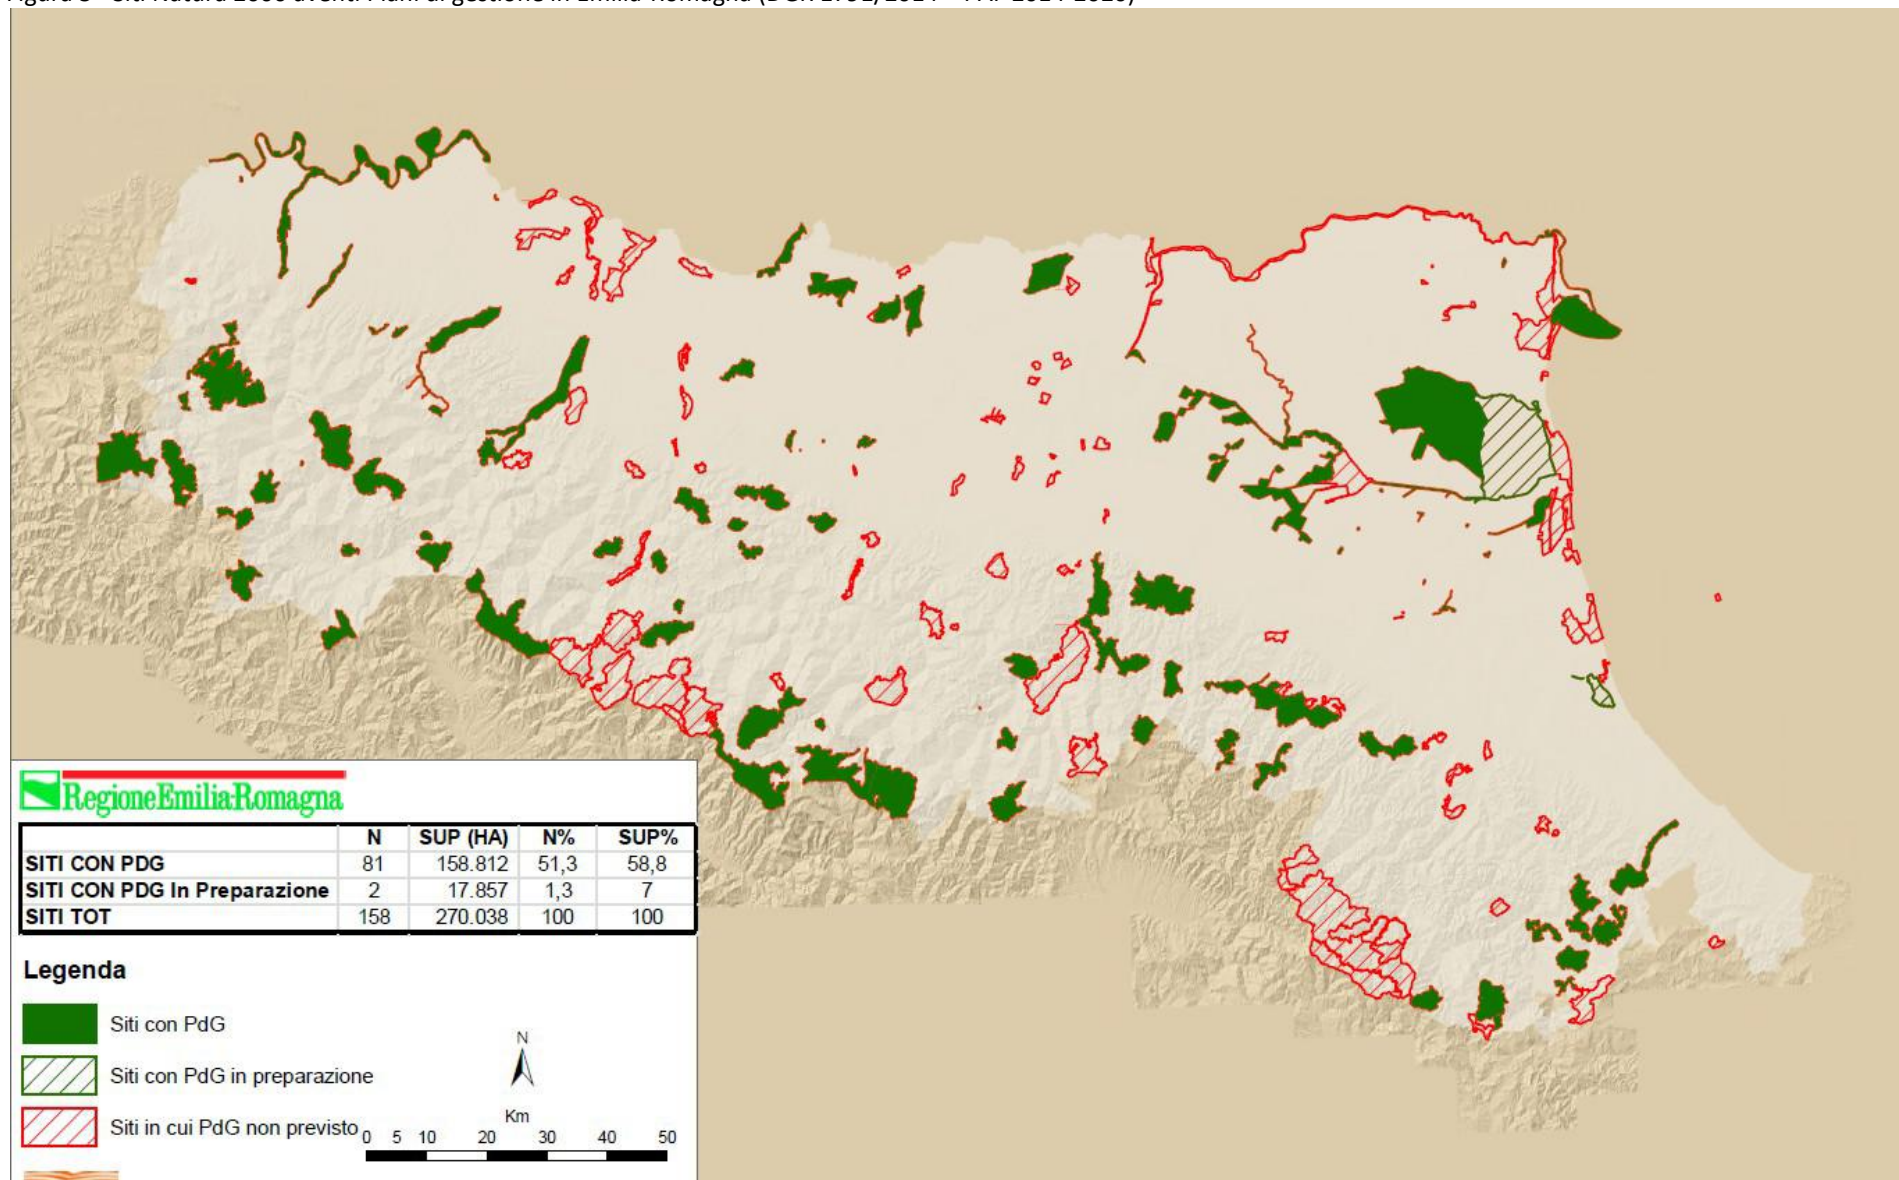 RegioneEmilia-Romagna
N SUP (HA) N% SUP%
SITI CON PDG 81 158.812 51,3 58,8
SITI CON PDG In Preparazione 2 17.857 1,3 7
SITI TOT 158 270.038 100 100
Legenda
Siti con PdG
Siti con PdG in preparazione
Siti in cui PdG non previsto
N
Km
0 5 10 20 30 40 50